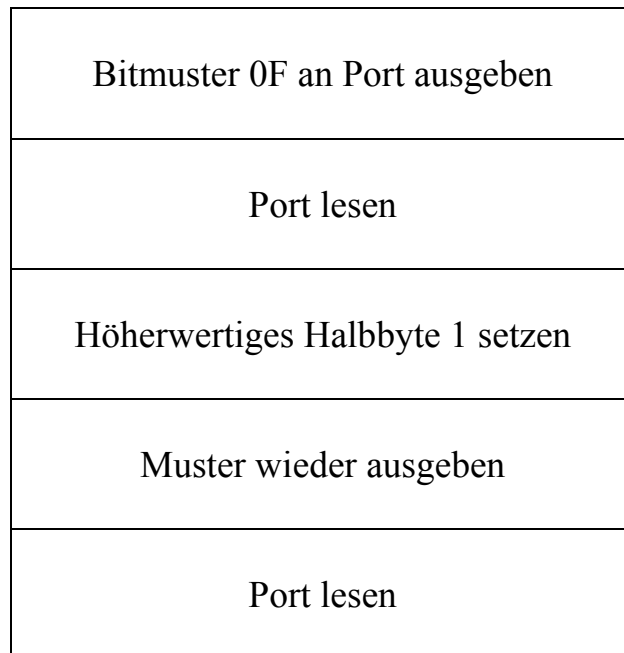 Bitmuster 0F an Port ausgeben
Port lesen
Höherwertiges Halbbyte 1 setzen
Muster wieder ausgeben
Port lesen